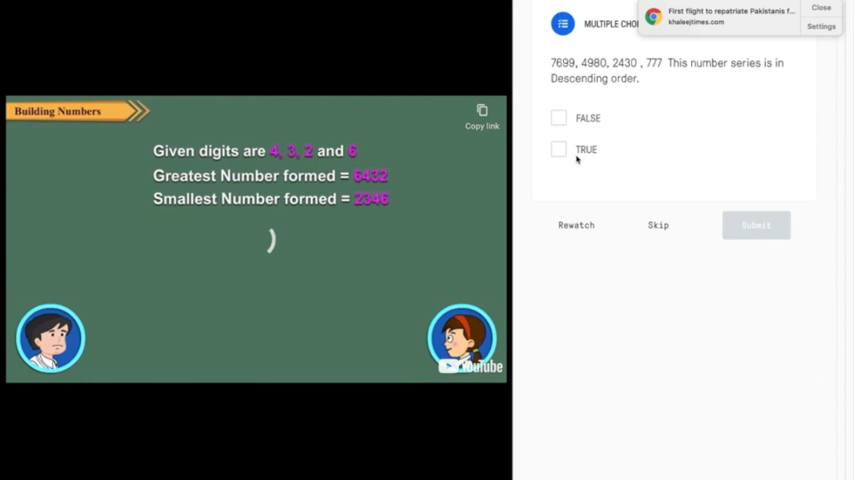 Building Numbers
Copy link
Given digits are 4, 3, 2 and 6
Greatest Number formed = 6432
Smallest Number formed = 2346
YouTube
MULTIPLE CHO
First flight to repatriate Pakistanis f...
khaleejtimes.com
Close
Settings
7699, 4980, 2430 , 777 This number series is in
Descending order.
FALSE
TRUE
Rewatch
Skip
Submit